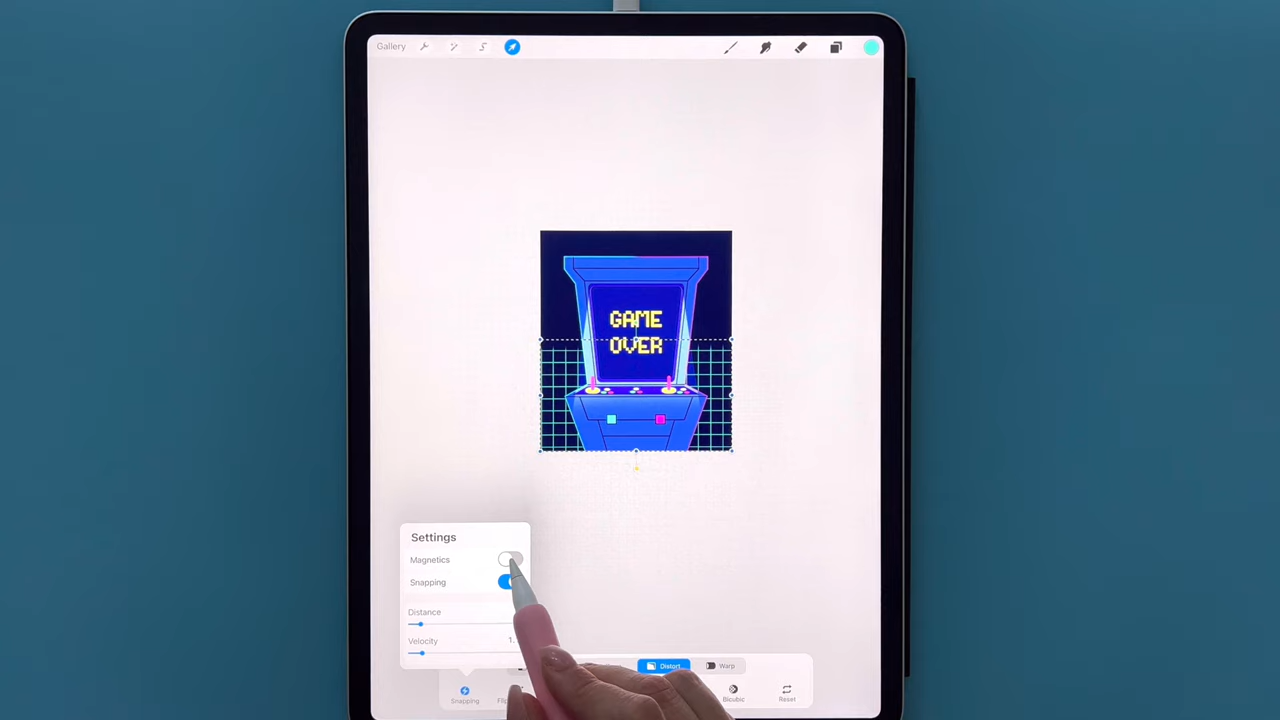 Gallery
GAME
OVER
Settings
Magnetics
Snapping
Distance
Velocity
Distort
Warp
Snapping
Bicubic
Reset